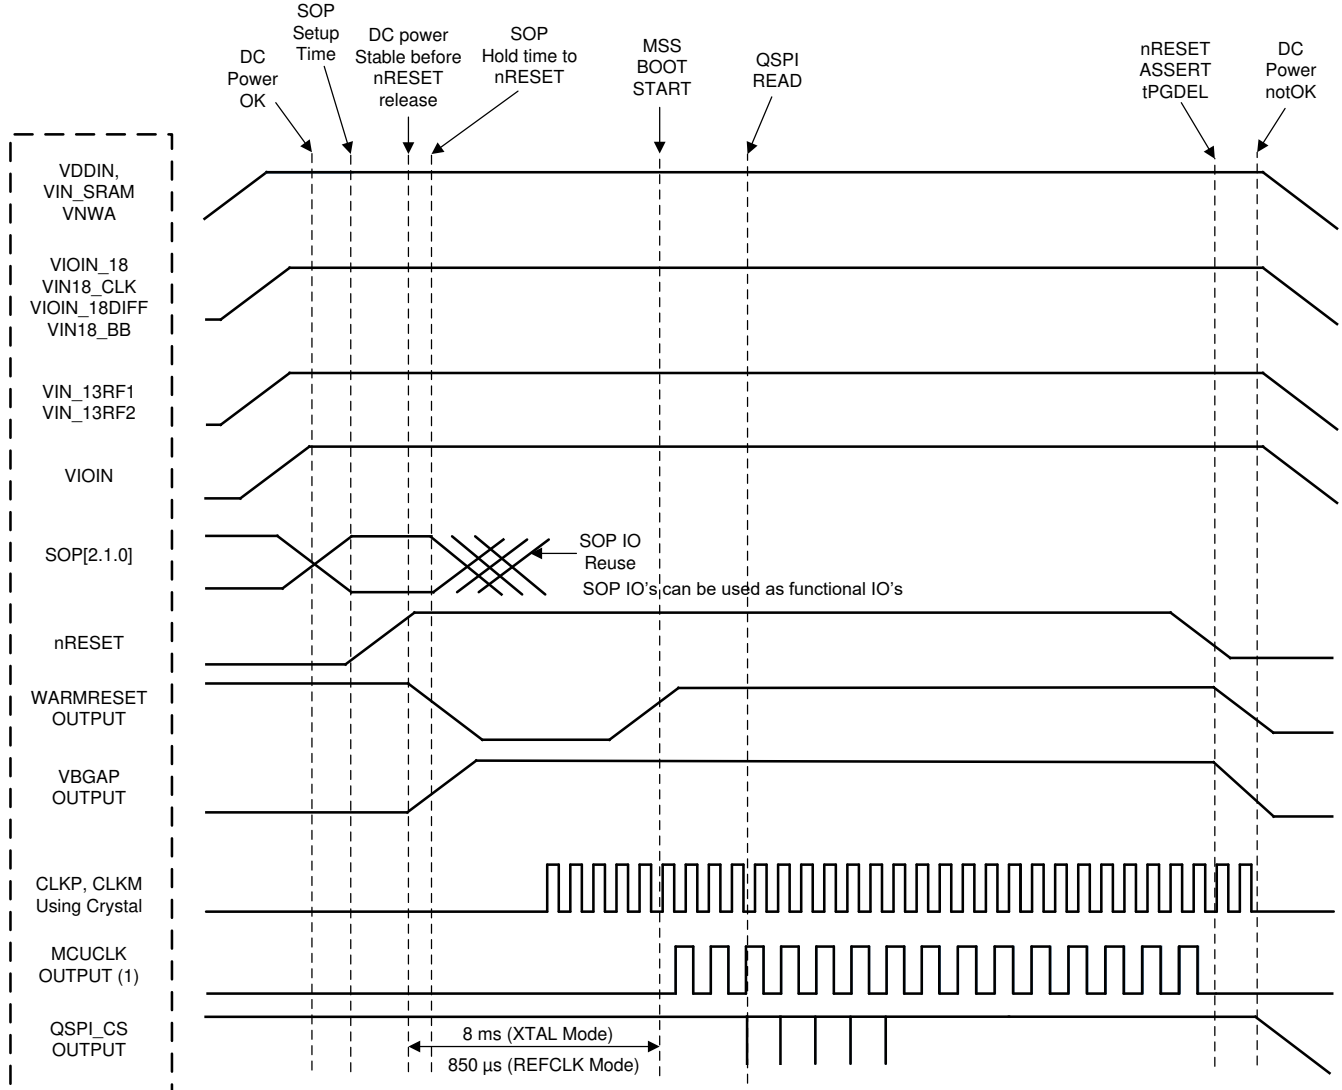 SOP
Setup
Time
DC
Power
OK
DC power
Stable before
nRESET
release
SOP
Hold time to
nRESET
MSS
BOOT
START
QSPI
READ
nRESET
ASSERT
tPGDEL
DC
Power
notOK
VDDIN,
VIN_SRAM
VNWA
VIOIN_18
VIN18_CLK
VIOIN_18DIFF
VIN18_BB
VIN_13RF1
VIN_13RF2
VIOIN
SOP[2.1.0]
SOP IO
Reuse
SOP IO's can be used as functional IO's
nRESET
WARMRESET
OUTPUT
VBGAP
OUTPUT
CLKP, CLKM
Using Crystal
MCUCLK
OUTPUT (1)
QSPI_CS
OUTPUT
8 ms (XTAL Mode)
850 µs (REFCLK Mode)